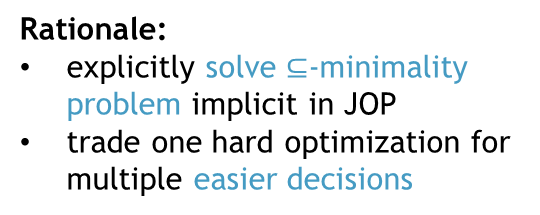 Rationale:
• explicitly solve ⊆-minimality
problem implicit in JOP
• trade one hard optimization for
multiple easier decisions